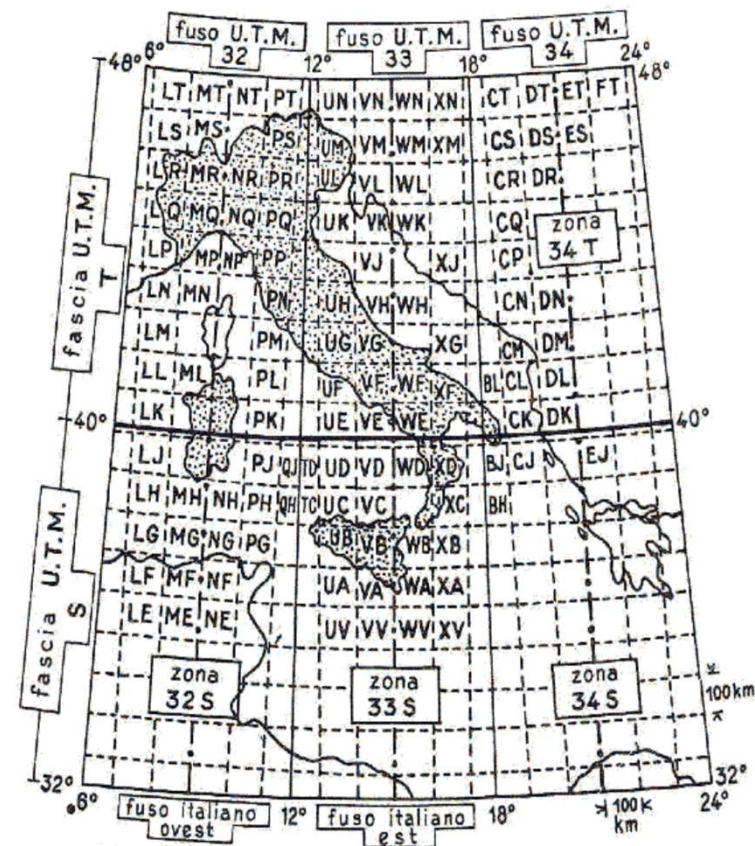 fuso U.T.M. 32
fuso U.T.M. 33
fuso U.T.M. 34
48° 6° 12° 18° 24° 48°
LT MT NT PT UN VN WN XN CT DT ET FT
LS MS PS UM VM WM XM CS DS ES
LR MR NR PR UL VL WL CR DR
LQ MQ NQ PQ UK VK WK CQ
zona 34 T
LP MP NP PP VJ XJ CP
LN MN PN UH VH WH CN DN
LM PM UG VG XG CM DM
LL ML PL UF VF WF XF BL CL DL
LK PK UE VE WE CK DK
40° 40°
LJ PJ QJ TD UD VD WD XD BJ CJ EJ
LH MH NH PH QH TC UC VC XC BH
LG MG NG PG UB VB WB XB
LF MF NF UA VA WA XA
LE ME NE UV VV WV XV
fascia U.T.M. T
fascia U.T.M. S
zona 32 S
zona 33 S
zona 34 S
100 km
32° 32°
6° 12° 18° 24°
fuso italiano ovest
fuso italiano est
100 km